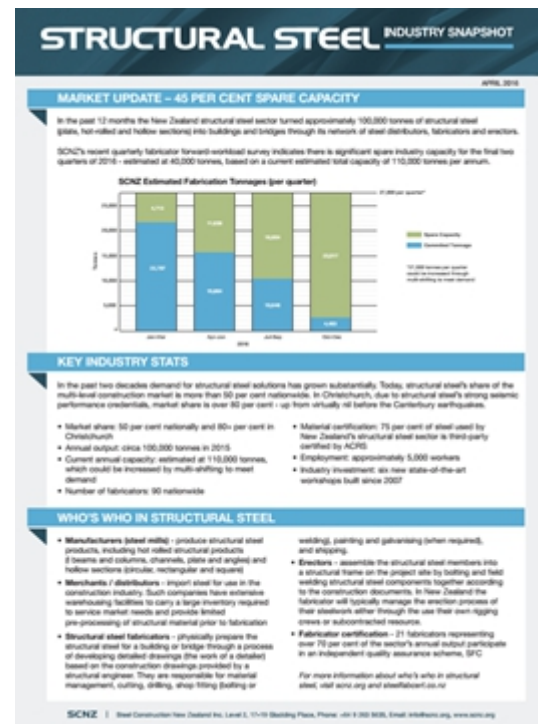 STRUCTURAL STEEL INDUSTRY SNAPSHOT
APRIL 2016
MARKET UPDATE – 45 PER CENT SPARE CAPACITY
In the past 12 months the New Zealand structural steel sector turned approximately 100,000 tonnes of structural steel
(plate, hot-rolled and hollow sections) into buildings and bridges through its network of steel distributors, fabricators and erectors.
SCNZ's recent quarterly fabricator forward-workload survey indicates there is significant spare industry capacity for the final two
quarters of 2016 - estimated at 40,000 tonnes, based on a current estimated total capacity of 110,000 tonnes per annum.
SCNZ Estimated Fabrication Tonnages (per quarter)
Spare Capacity
Committed Tonnage
could be increased through
multi-shifting to meet demand
2016
KEY INDUSTRY STATS
In the past two decades demand for structural steel solutions has grown substantially. Today, structural steel's share of the
multi-level construction market is more than 50 per cent nationwide. In Christchurch, due to structural steel's strong seismic
performance credentials, market share is over 80 per cent - up from virtually nil before the Canterbury earthquakes.
• Market share: 50 per cent nationally and 80+ per cent in
Christchurch
• Annual output: circa 100,000 tonnes in 2015
• Current annual capacity: estimated at 110,000 tonnes,
which could be increased by multi-shifting to meet
demand
• Number of fabricators: 90 nationwide
• Material certification: 75 per cent of steel used by
New Zealand's structural steel sector is third-party
certified by ACRS
• Employment: approximately 5,000 workers
• Industry investment: six new state-of-the-art
workshops built since 2007
WHO'S WHO IN STRUCTURAL STEEL
• Manufacturers (steel mills) - produce structural steel
products, including hot rolled structural products
(I beams and columns, channels, plate and angles) and
hollow sections (circular, rectangular and square)
• Merchants / distributors - import steel for use in the
construction industry. Such companies have extensive
warehousing facilities to carry a large inventory required
to service market needs and provide limited
pre-processing of structural material prior to fabrication
• Structural steel fabricators - physically prepare the
structural steel for a building or bridge through a process
of developing detailed drawings (the work of a detailer)
based on the construction drawings provided by a
structural engineer. They are responsible for material
management, cutting, drilling, shop fitting (bolting or
welding), painting and galvanising (when required),
and shipping.
• Erectors - assemble the structural steel members into
a structural frame on the project site by bolting and field
welding structural steel components together according
to the construction documents. In New Zealand the
fabricator will typically manage the erection process of
their steelwork either through the use their own rigging
crews or subcontracted resource.
• Fabricator certification - 21 fabricators representing
over 70 per cent of the sector's annual output participate
in an independent quality assurance scheme, SFC
For more information about who's who in structural
steel, visit scnz.org and steelfabcert.co.nz
SCNZ | Steel Construction New Zealand Inc.